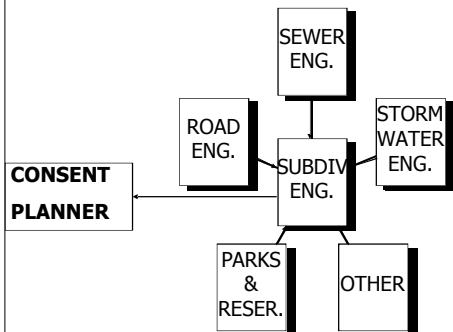 SEWER
ENG.
ROAD
ENG.
STORM
WATER
ENG.
SUBDIV
ENG.
CONSENT
PLANNER
PARKS
&
RESER.
OTHER